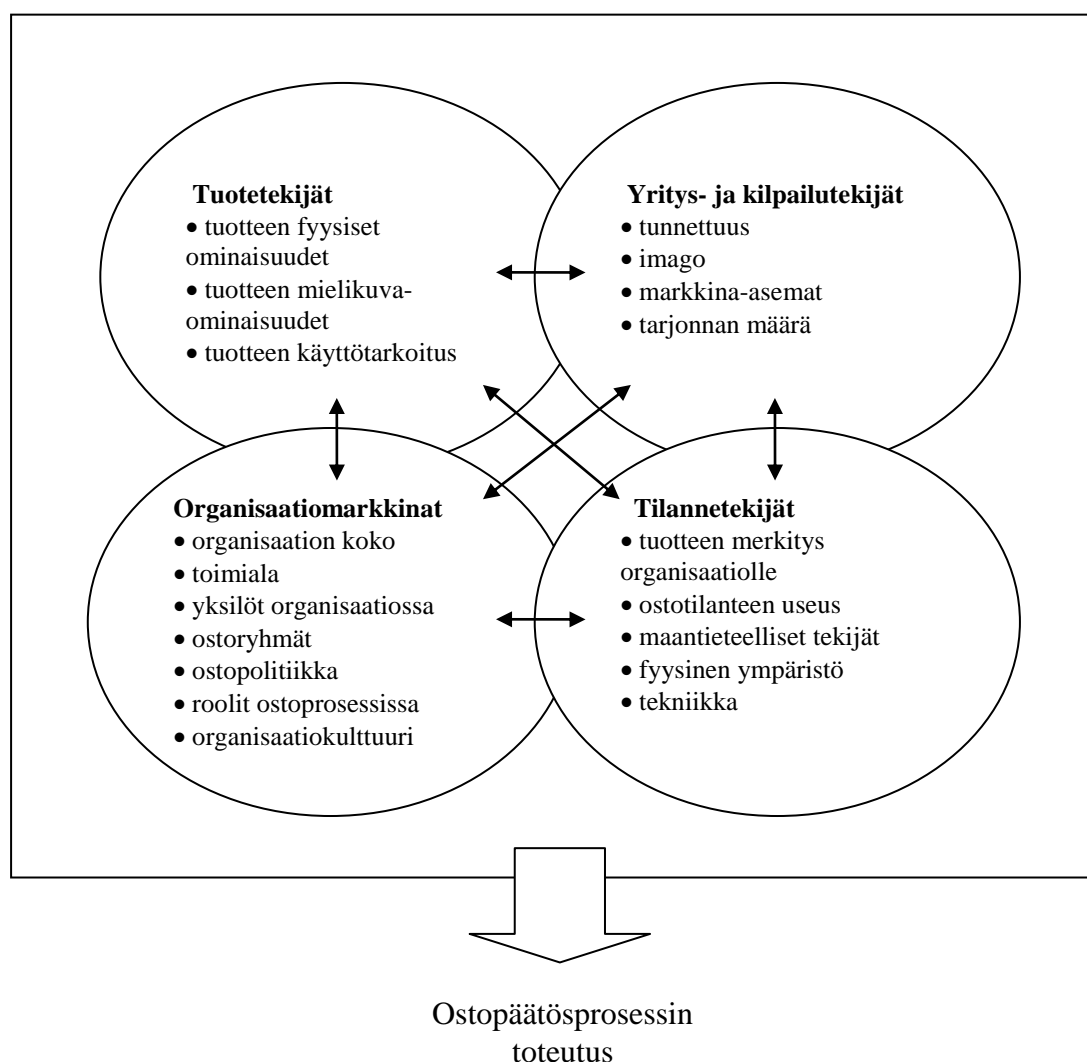 Tuotetekijät
• tuotteen fyysiset
ominaisuudet
• tuotteen mielikuva-
ominaisuudet
• tuotteen käyttötarkoitus
Yritys- ja kilpailutekijät
• tunnettuus
• imago
• markkina-asemat
• tarjonnan määrä
Organisaatiomarkkinat
• organisaation koko
• toimiala
• yksilöt organisaatiossa
• ostoryhmät
• ostopolitiikka
• roolit ostoprosessissa
• organisaatiokulttuuri
Tilannetekijät
• tuotteen merkitys
organisaatiolle
• ostotilanteen useus
• maantieteelliset tekijät
• fyysinen ympäristö
• tekniikka
Ostopäätösprosessin
toteutus